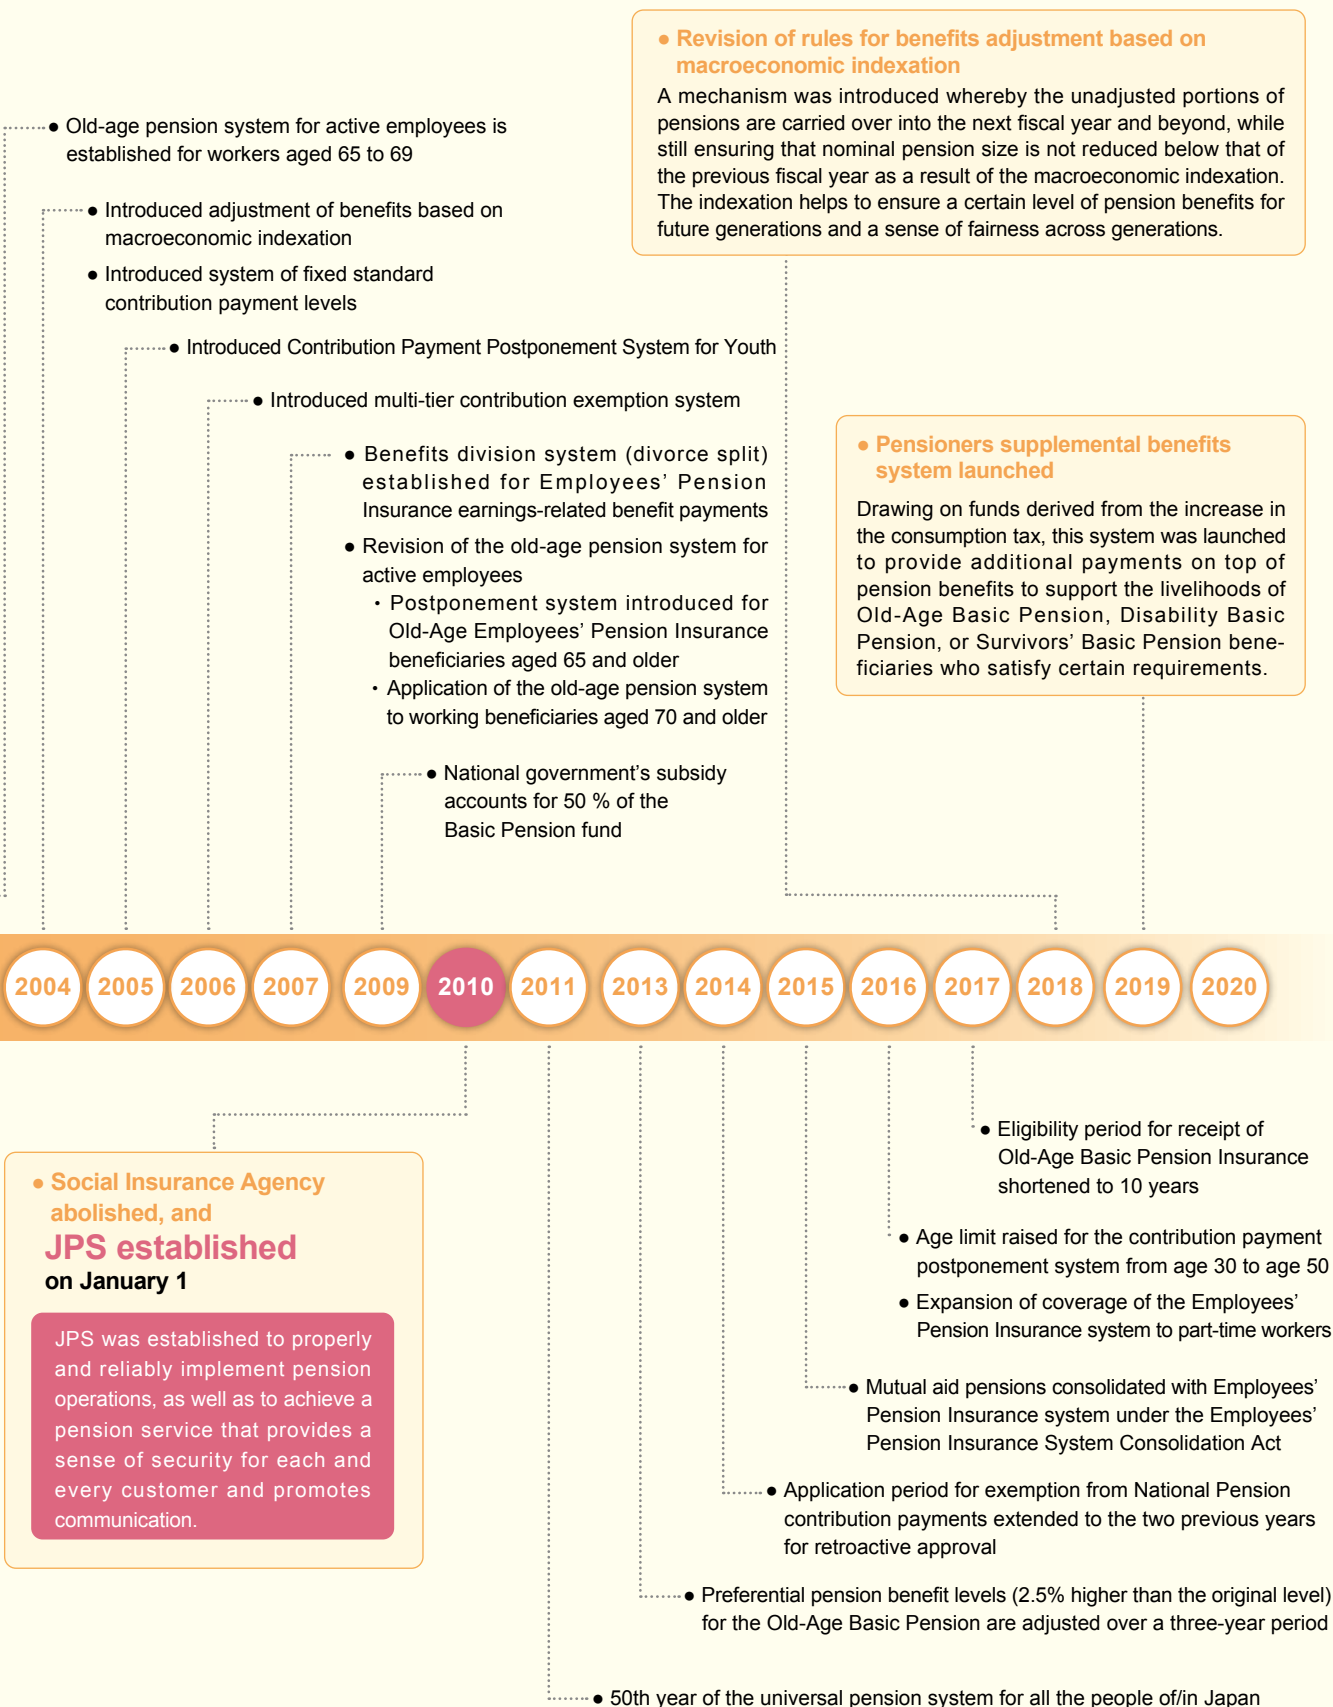 ● Revision of rules for benefits adjustment based on
macroeconomic indexation
A mechanism was introduced whereby the unadjusted portions of
pensions are carried over into the next fiscal year and beyond, while
still ensuring that nominal pension size is not reduced below that of
the previous fiscal year as a result of the macroeconomic indexation.
The indexation helps to ensure a certain level of pension benefits for
future generations and a sense of fairness across generations.
● Old-age pension system for active employees is
established for workers aged 65 to 69
● Introduced adjustment of benefits based on
macroeconomic indexation
● Introduced system of fixed standard
contribution payment levels
● Introduced Contribution Payment Postponement System for Youth
● Introduced multi-tier contribution exemption system
● Benefits division system (divorce split)
established for Employees’ Pension
Insurance earnings-related benefit payments
● Revision of the old-age pension system for
active employees
・Postponement system introduced for
Old-Age Employees’ Pension Insurance
beneficiaries aged 65 and older
・Application of the old-age pension system
to working beneficiaries aged 70 and older
● National government’s subsidy
accounts for 50 % of the
Basic Pension fund
● Pensioners supplemental benefits
system launched
Drawing on funds derived from the increase in
the consumption tax, this system was launched
to provide additional payments on top of
pension benefits to support the livelihoods of
Old-Age Basic Pension, Disability Basic
Pension, or Survivors’ Basic Pension bene-
ficiaries who satisfy certain requirements.
2004 2005 2006 2007 2009 2010 2011 2013 2014 2015 2016 2017 2018 2019 2020
● Social Insurance Agency
abolished, and
JPS established
on January 1
JPS was established to properly
and reliably implement pension
operations, as well as to achieve a
pension service that provides a
sense of security for each and
every customer and promotes
communication.
● Eligibility period for receipt of
Old-Age Basic Pension Insurance
shortened to 10 years
● Age limit raised for the contribution payment
postponement system from age 30 to age 50
● Expansion of coverage of the Employees’
Pension Insurance system to part-time workers
● Mutual aid pensions consolidated with Employees’
Pension Insurance system under the Employees’
Pension Insurance System Consolidation Act
● Application period for exemption from National Pension
contribution payments extended to the two previous years
for retroactive approval
● Preferential pension benefit levels (2.5% higher than the original level)
for the Old-Age Basic Pension are adjusted over a three-year period
● 50th year of the universal pension system for all the people of/in Japan